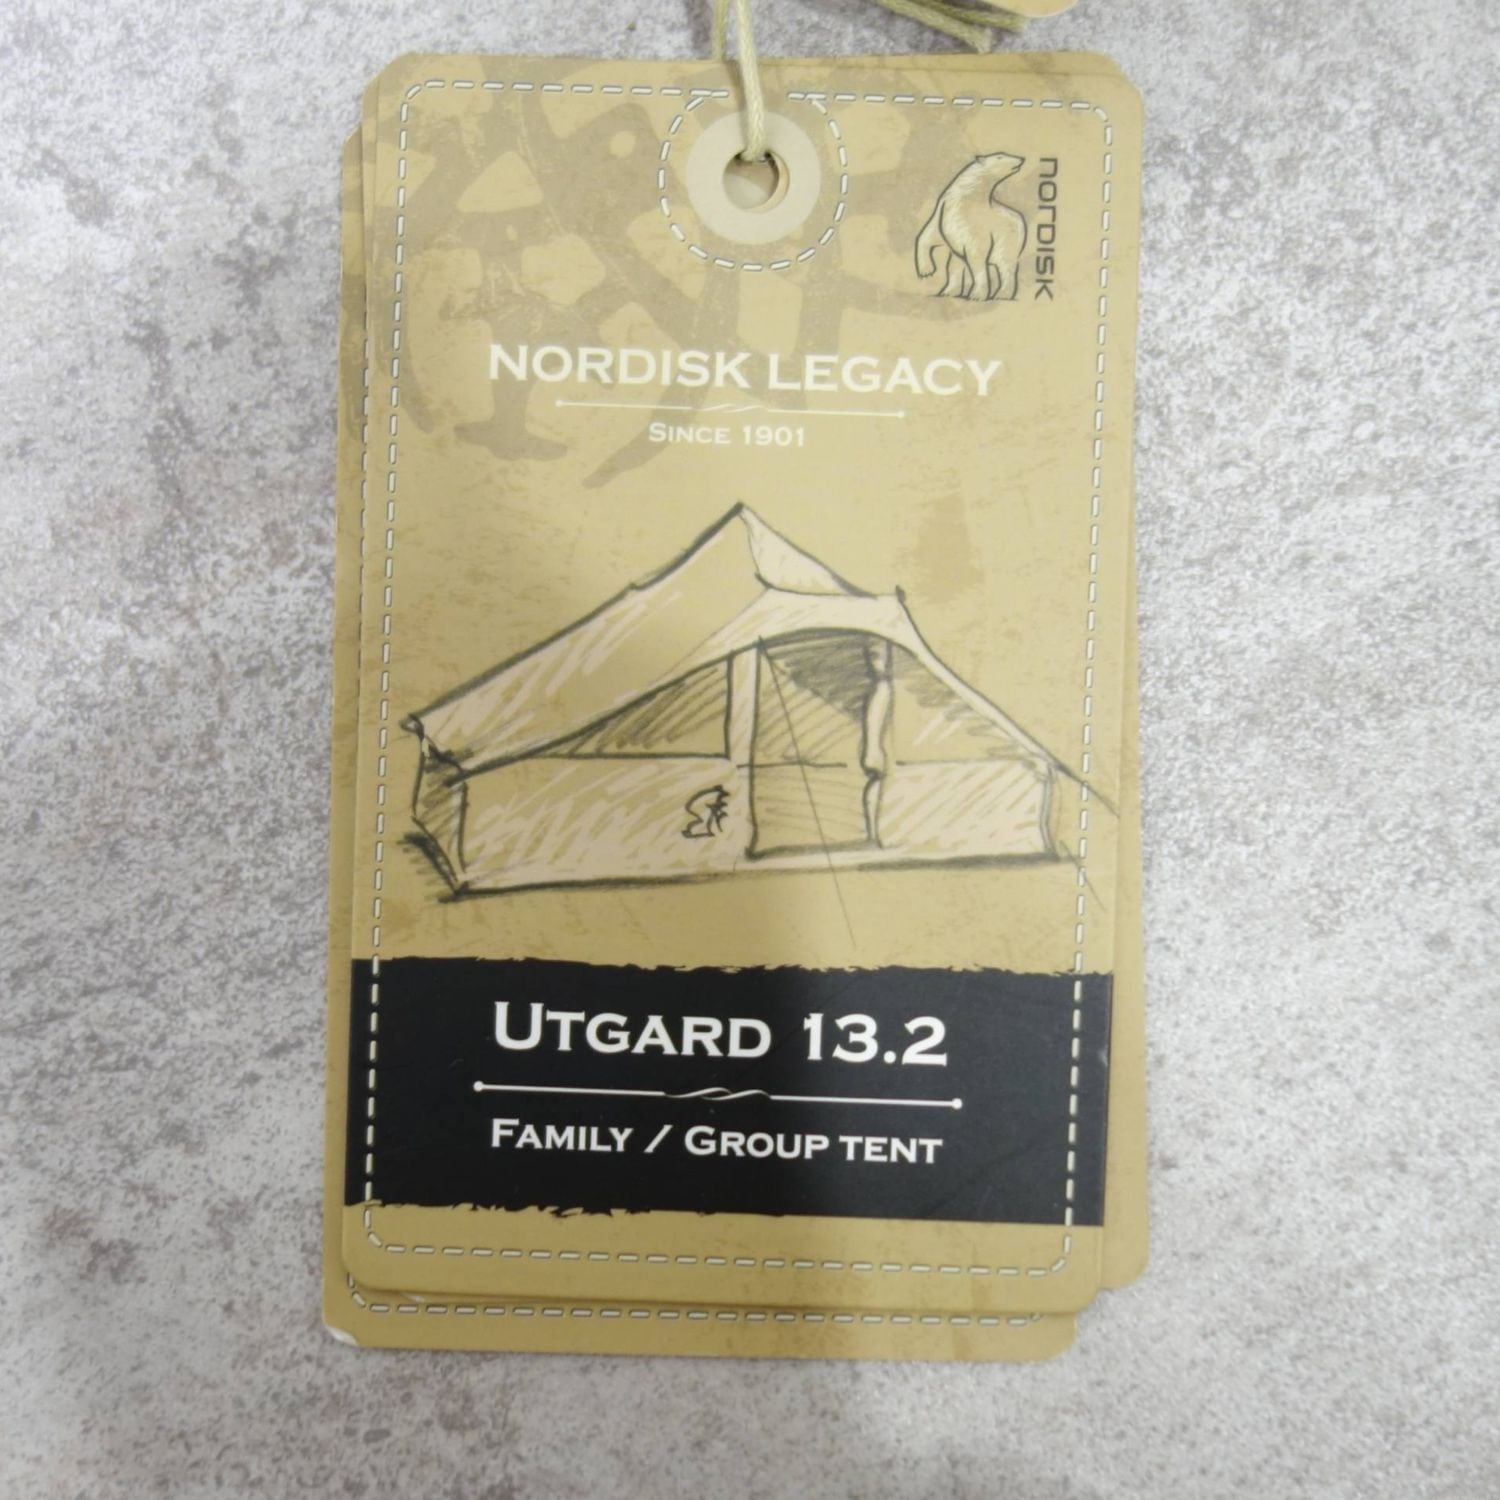 NORDISK
NORDISK LEGACY
SINCE 1901
UTGARD 13.2
FAMILY / GROUP TENT